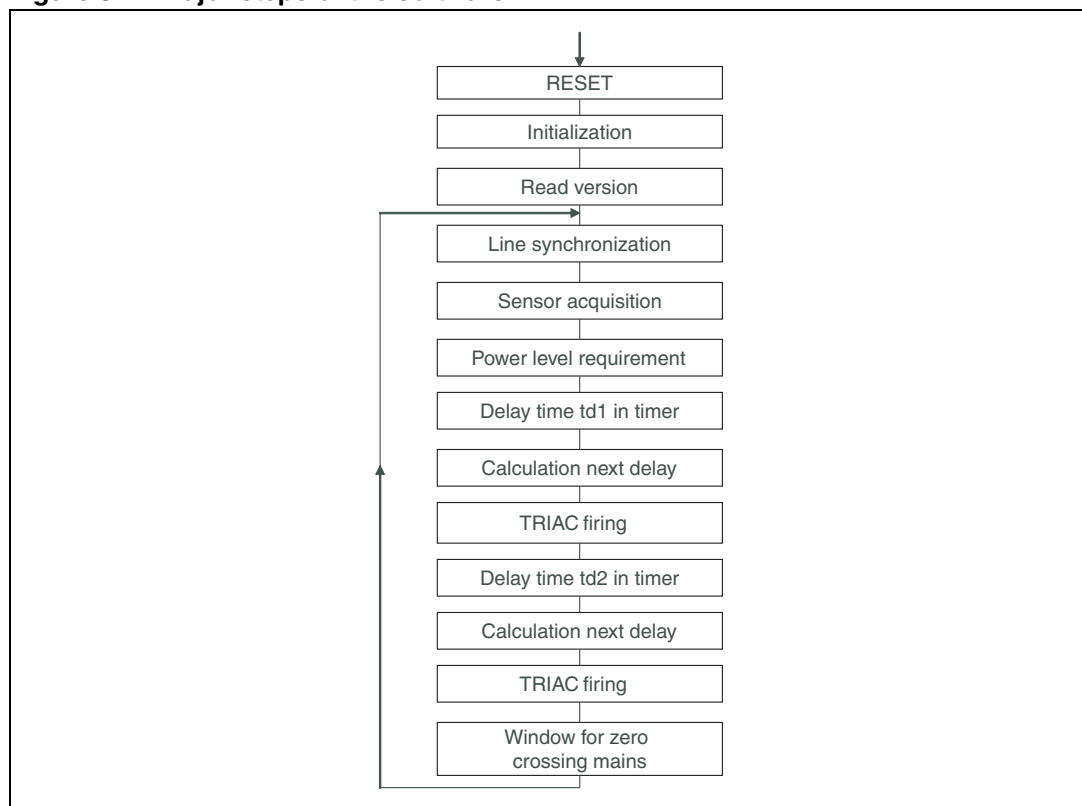 RESET
Initialization
Read version
Line synchronization
Sensor acquisition
Power level requirement
Delay time td1 in timer
Calculation next delay
TRIAC firing
Delay time td2 in timer
Calculation next delay
TRIAC firing
Window for zero
crossing mains